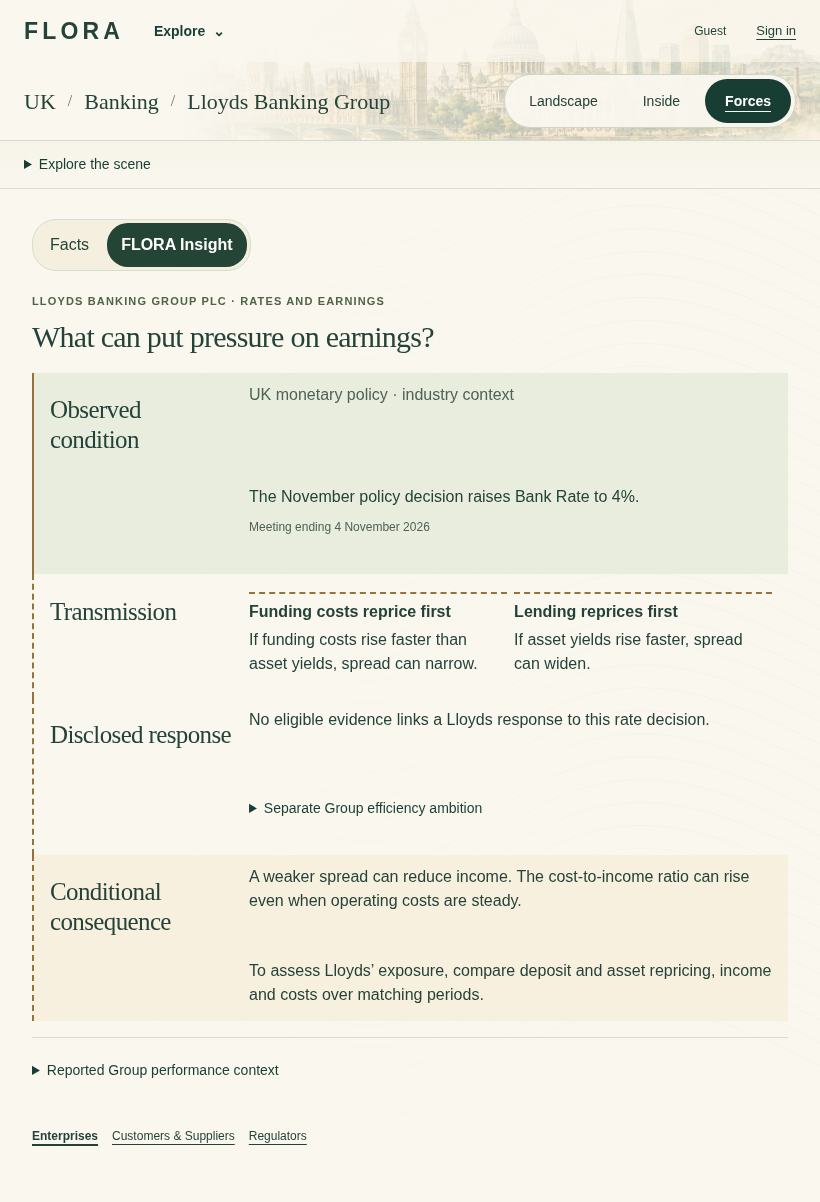 FLORA
Explore
Guest
Sign in
UK / Banking / Lloyds Banking Group
Landscape
Inside
Forces
Explore the scene
Facts
FLORA Insight
LLOYDS BANKING GROUP PLC · RATES AND EARNINGS
What can put pressure on earnings?
Observed
condition
UK monetary policy · industry context
The November policy decision raises Bank Rate to 4%.
Meeting ending 4 November 2026
Transmission
Funding costs reprice first
If funding costs rise faster than
asset yields, spread can narrow.
Lending reprices first
If asset yields rise faster, spread
can widen.
Disclosed response
No eligible evidence links a Lloyds response to this rate decision.
Separate Group efficiency ambition
Conditional
consequence
A weaker spread can reduce income. The cost-to-income ratio can rise
even when operating costs are steady.
To assess Lloyds’ exposure, compare deposit and asset repricing, income
and costs over matching periods.
Reported Group performance context
Enterprises
Customers & Suppliers
Regulators